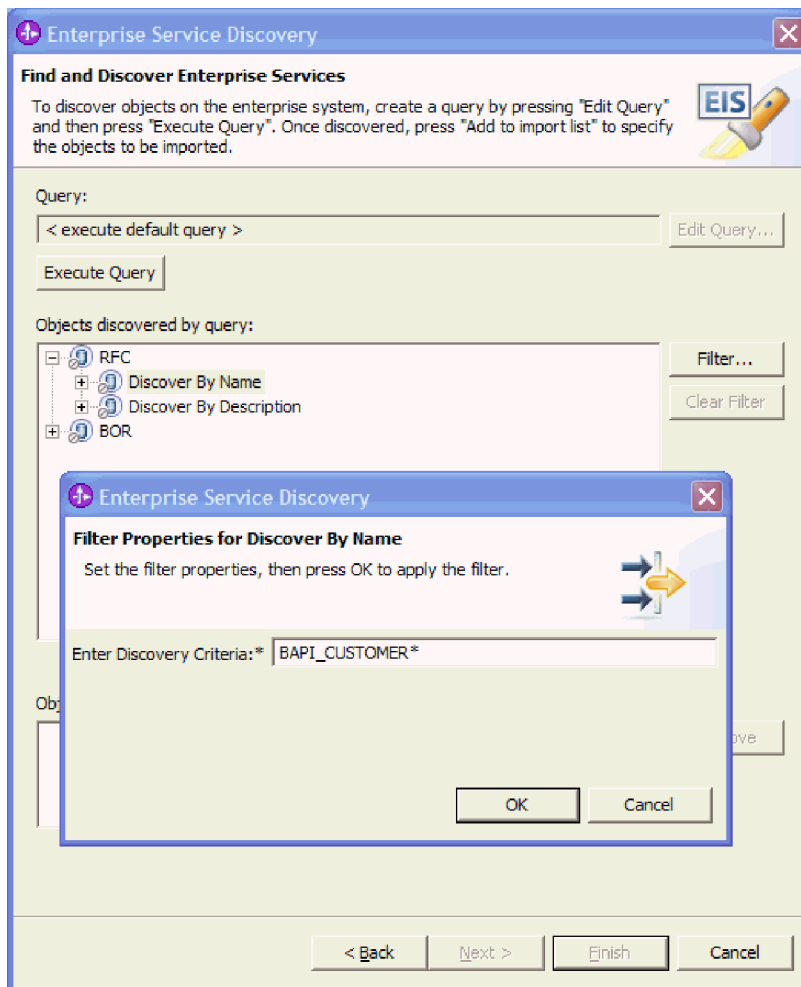 Enterprise Service Discovery
Find and Discover Enterprise Services
To discover objects on the enterprise system, create a query by pressing "Edit Query"
and then press "Execute Query". Once discovered, press "Add to import list" to specify
the objects to be imported.
EIS
Query:
< execute default query >
Edit Query...
Execute Query
Objects discovered by query:
RFC
Filter...
Discover By Name
Discover By Description
Clear Filter
BOR
Enterprise Service Discovery
Filter Properties for Discover By Name
Set the filter properties, then press OK to apply the filter.
Enter Discovery Criteria:* BAPI_CUSTOMER*
OK
Cancel
< Back
Next >
Finish
Cancel